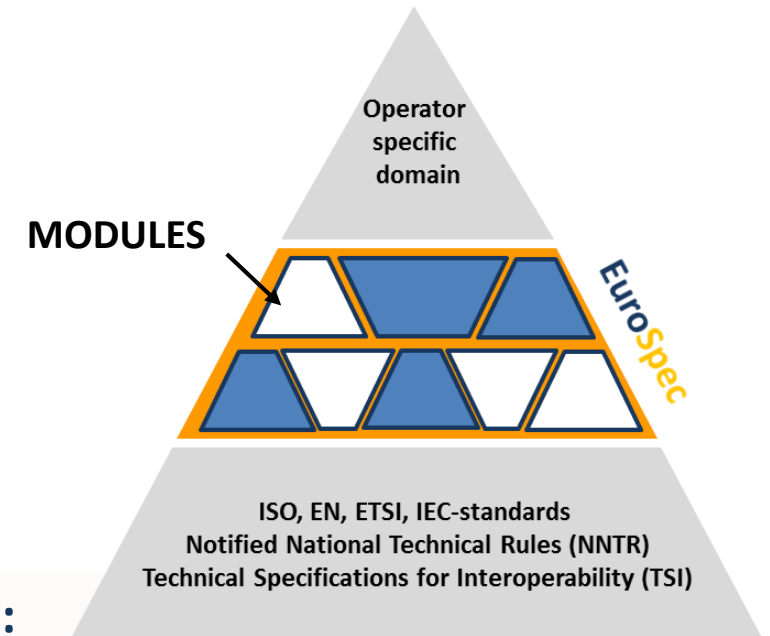 Operator
specific
domain
MODULES
EuroSpec
ISO, EN, ETSI, IEC-standards
Notified National Technical Rules (NNTR)
Technical Specifications for Interoperability (TSI)
: